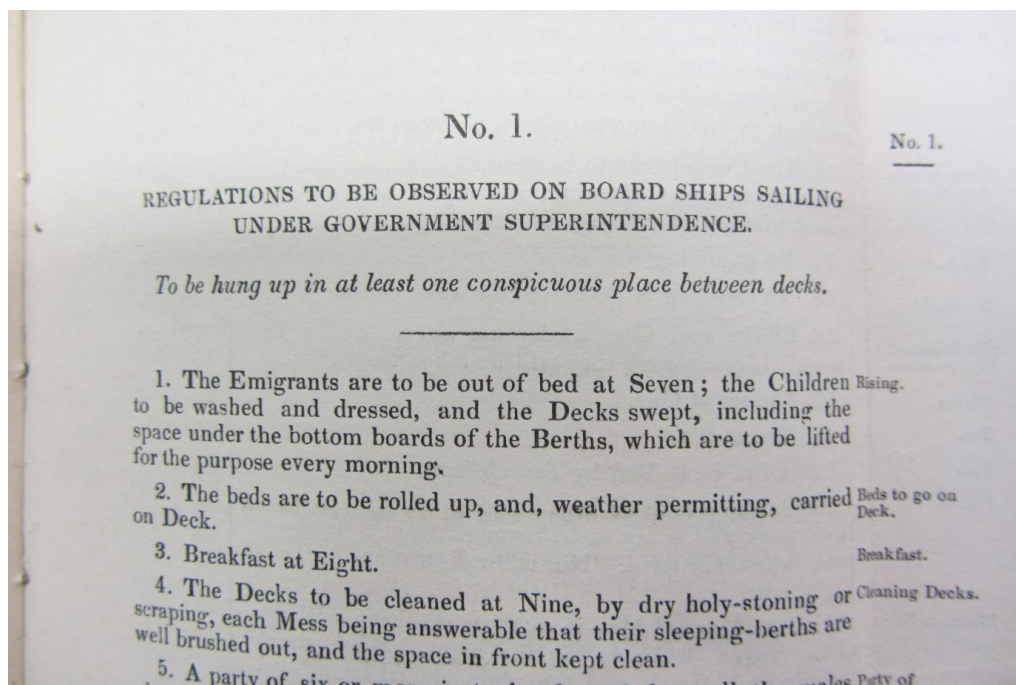 No. 1.
No. 1.
REGULATIONS TO BE OBSERVED ON BOARD SHIPS SAILING
UNDER GOVERNMENT SUPERINTENDENCE.
To be hung up in at least one conspicuous place between decks.
1. The Emigrants are to be out of bed at Seven; the Children Rising.
to be washed and dressed, and the Decks swept, including the
space under the bottom boards of the Berths, which are to be lifted
for the purpose every morning.
2. The beds are to be rolled up, and, weather permitting, carried Beds to go on
on Deck. Deck.
3. Breakfast at Eight. Breakfast.
4. The Decks to be cleaned at Nine, by dry holy-stoning or Cleaning Decks.
scraping, each Mess being answerable that their sleeping-berths are
well brushed out, and the space in front kept clean.
5. A party of six or Party of